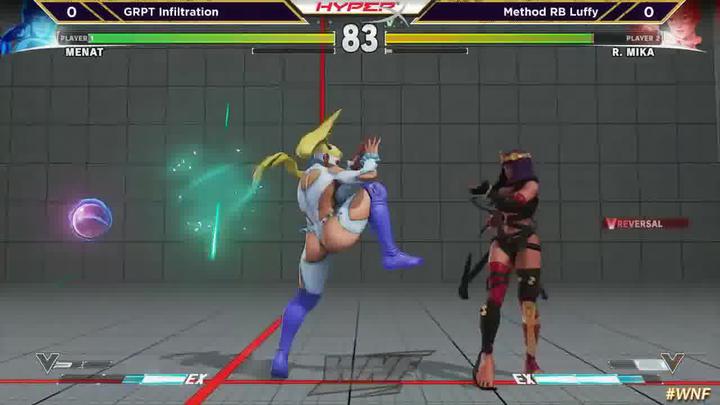 0 GRPT Infiltration HYPER Method RB Luffy 0
PLAYER 1 83 PLAYER 2
MENAT R. MIKA
V REVERSAL
WNF
V V
EX EX
#WNF